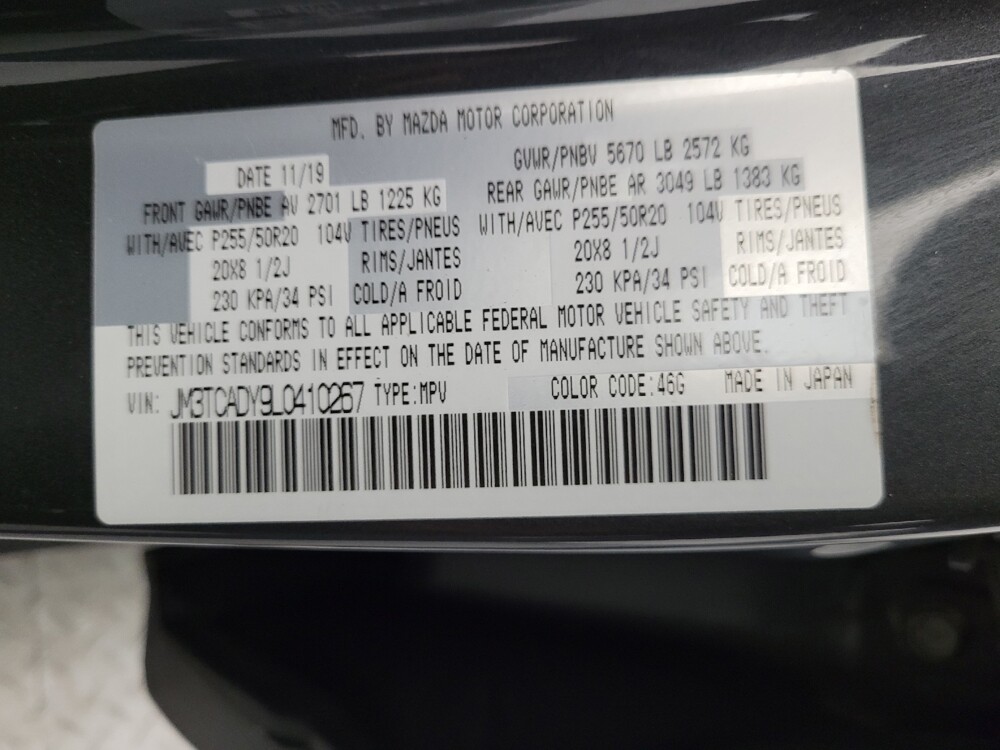 MFD. BY MAZDA MOTOR CORPORATION
DATE 11/19 GVWR/PNBV 5670 LB 2572 KG
FRONT GAWR/PNBE AV 2701 LB 1225 KG REAR GAWR/PNBE AR 3049 LB 1383 KG
WITH/AVEC P255/50R20 104V TIRES/PNEUS WITH/AVEC P255/50R20 104V TIRES/PNEUS
20X8 1/2J RIMS/JANTES 20X8 1/2J RIMS/JANTES
230 KPA/34 PSI COLD/A FROID 230 KPA/34 PSI COLD/A FROID
THIS VEHICLE CONFORMS TO ALL APPLICABLE FEDERAL MOTOR VEHICLE SAFETY AND THEFT
PREVENTION STANDARDS IN EFFECT ON THE DATE OF MANUFACTURE SHOWN ABOVE.
VIN: JM3TCADY9L0410267 TYPE:MPV COLOR CODE:46G MADE IN JAPAN